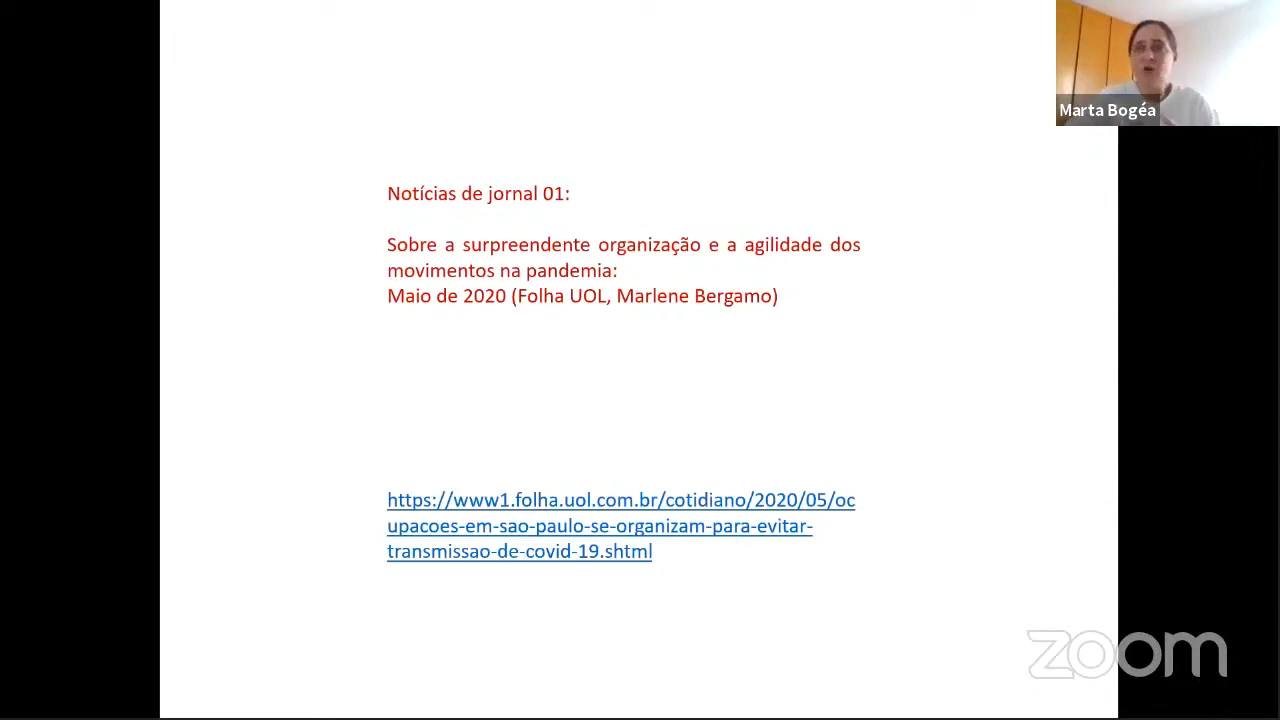 Marta Bogéa
Notícias de jornal 01:
Sobre a surpreendente organização e a agilidade dos
movimentos na pandemia:
Maio de 2020 (Folha UOL, Marlene Bergamo)
https://www1.folha.uol.com.br/cotidiano/2020/05/oc
upacoes-em-sao-paulo-se-organizam-para-evitar-
transmissao-de-covid-19.shtml
zoom